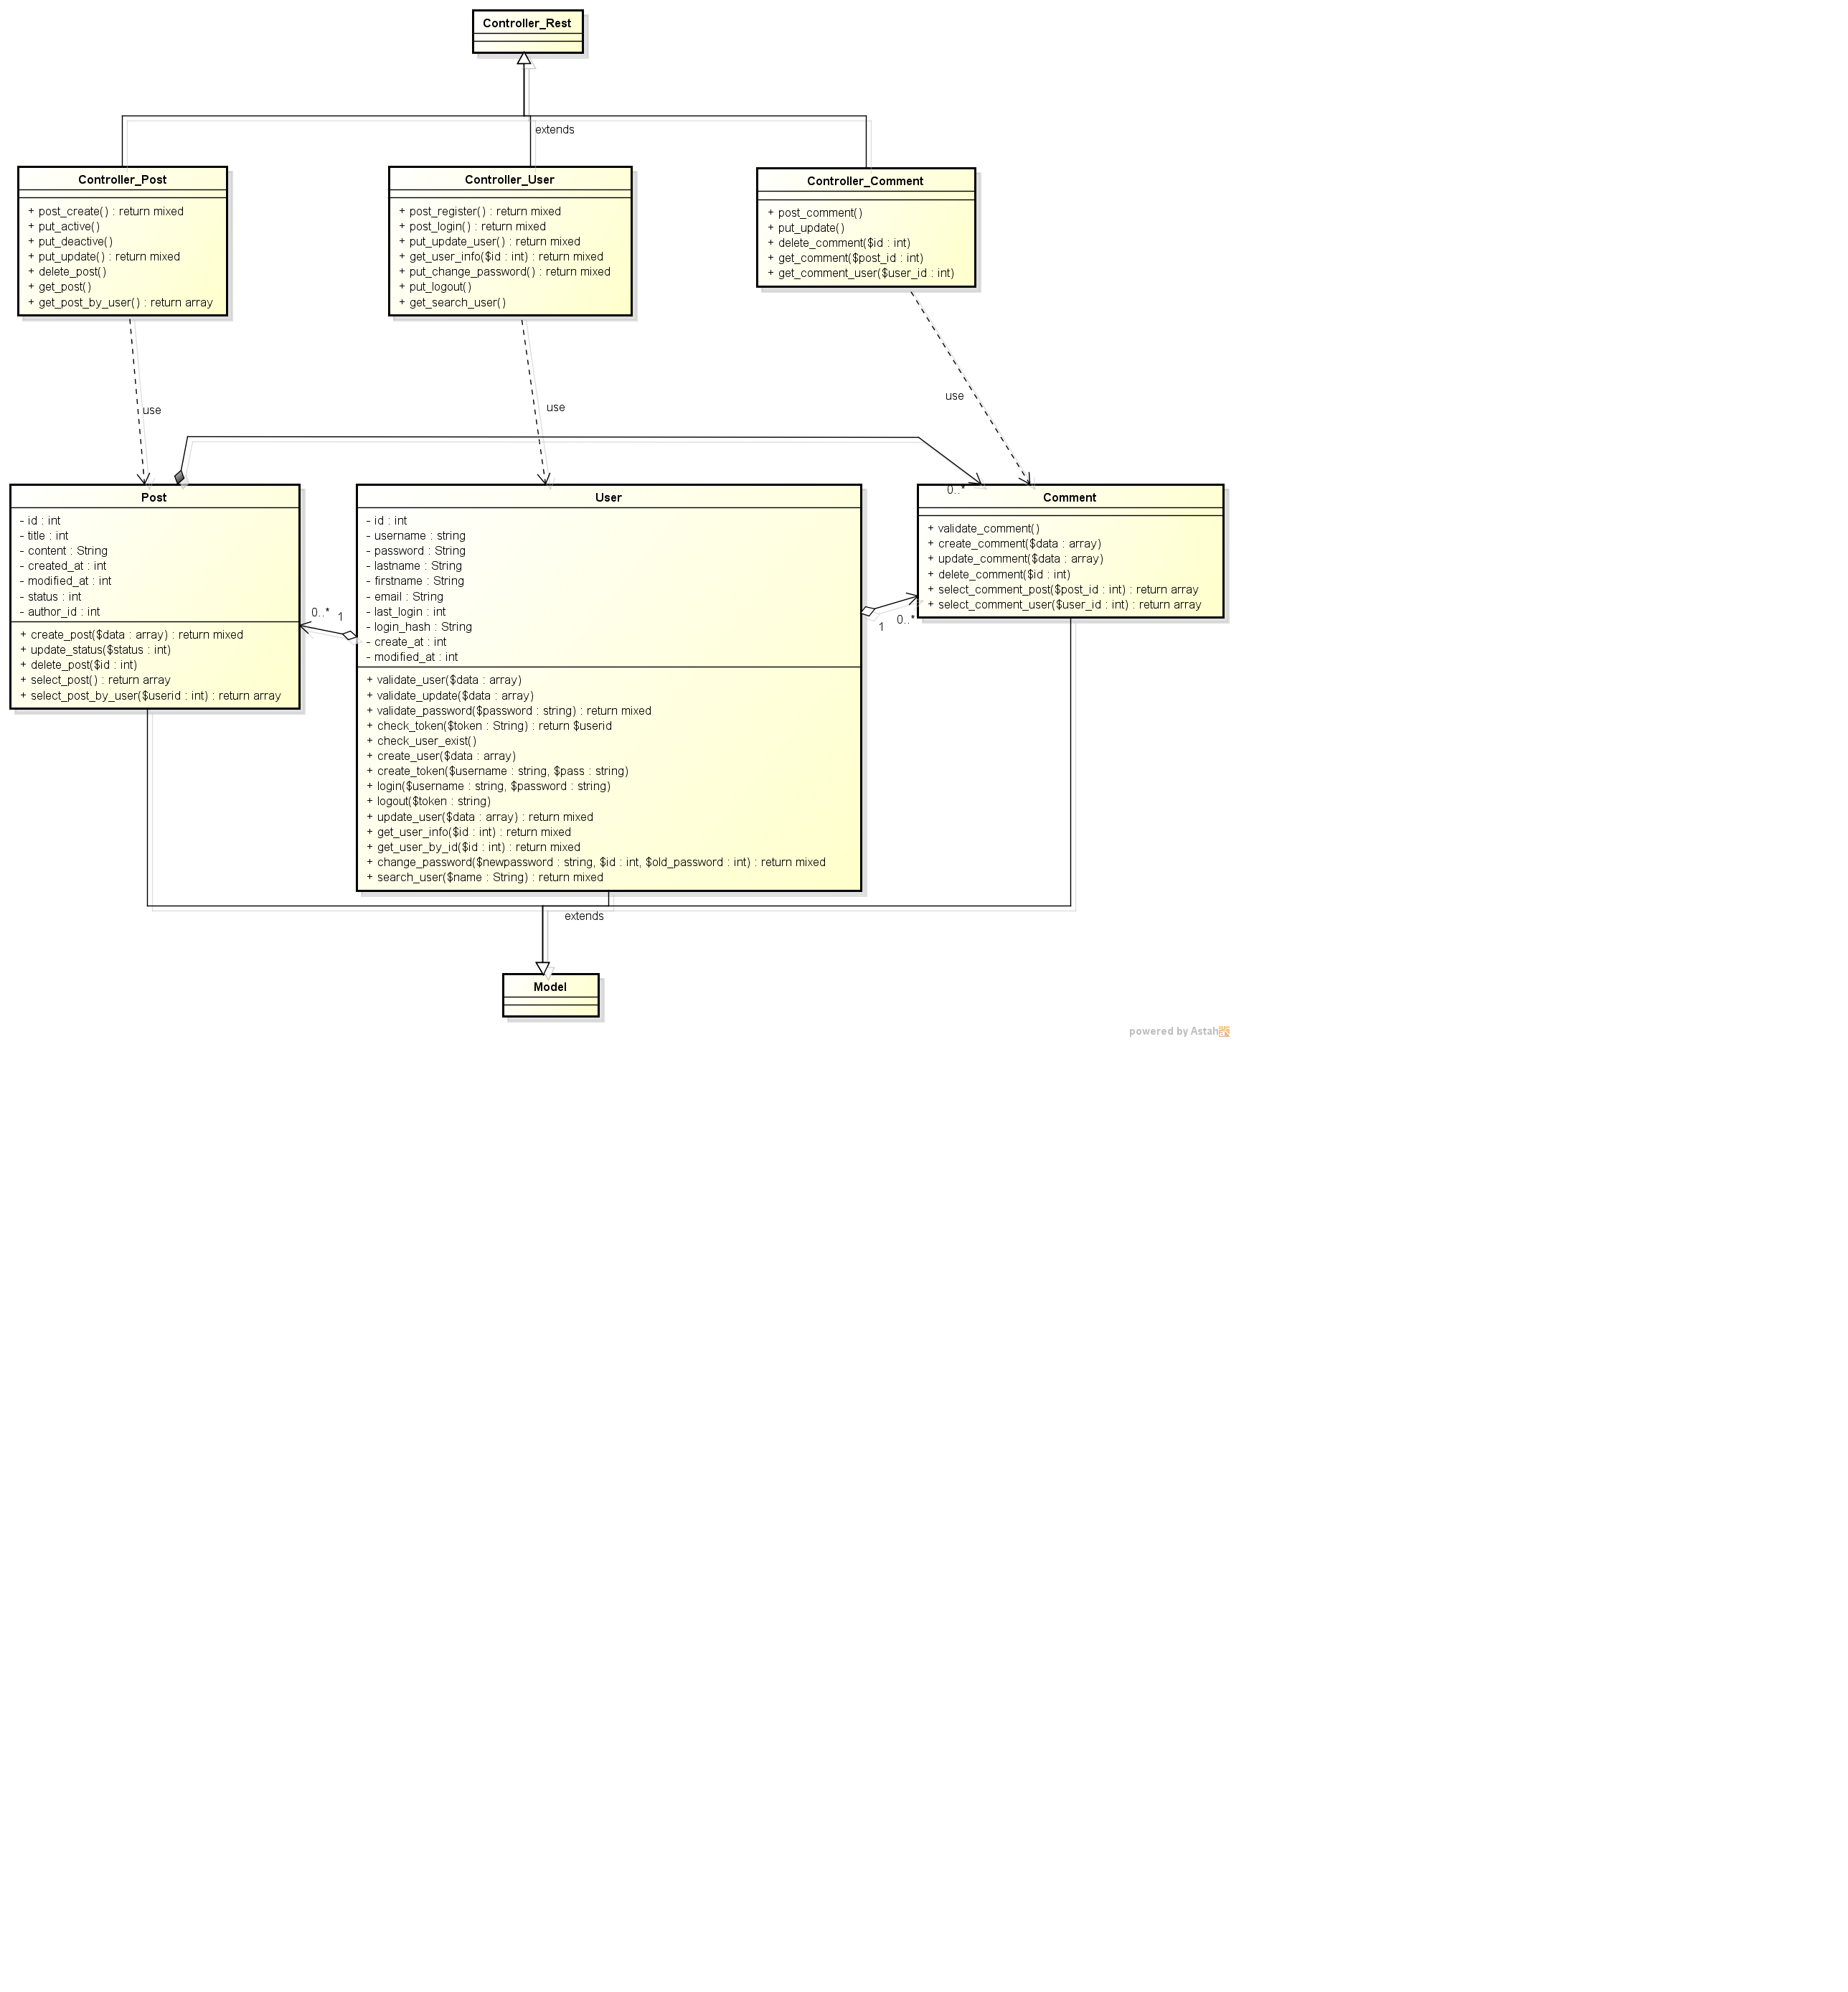 Controller_Rest
extends
Controller_Post
+ post_create() : return mixed
+ put_active()
+ put_deactive()
+ put_update() : return mixed
+ delete_post()
+ get_post()
+ get_post_by_user() : return array
Controller_User
+ post_register() : return mixed
+ post_login() : return mixed
+ put_update_user() : return mixed
+ get_user_info($id : int) : return mixed
+ put_change_password() : return mixed
+ put_logout()
+ get_search_user()
Controller_Comment
+ post_comment()
+ put_update()
+ delete_comment($id : int)
+ get_comment($post_id : int)
+ get_comment_user($user_id : int)
use
use
use
0..*
Post
- id : int
- title : int
- content : String
- created_at : int
- modified_at : int
- status : int
- author_id : int
+ create_post($data : array) : return mixed
+ update_status($status : int)
+ delete_post($id : int)
+ select_post() : return array
+ select_post_by_user($userid : int) : return array
0..*
1
User
- id : int
- username : string
- password : String
- lastname : String
- firstname : String
- email : String
- last_login : int
- login_hash : String
- create_at : int
- modified_at : int
+ validate_user($data : array)
+ validate_update($data : array)
+ validate_password($password : string) : return mixed
+ check_token($token : String) : return $userid
+ check_user_exist()
+ create_user($data : array)
+ create_token($username : string, $pass : string)
+ login($username : string, $password : string)
+ logout($token : string)
+ update_user($data : array) : return mixed
+ get_user_info($id : int) : return mixed
+ get_user_by_id($id : int) : return mixed
+ change_password($newpassword : string, $id : int, $old_password : int) : return mixed
+ search_user($name : String) : return mixed
1
0..*
Comment
+ validate_comment()
+ create_comment($data : array)
+ update_comment($data : array)
+ delete_comment($id : int)
+ select_comment_post($post_id : int) : return array
+ select_comment_user($user_id : int) : return array
extends
Model
powered by Astah